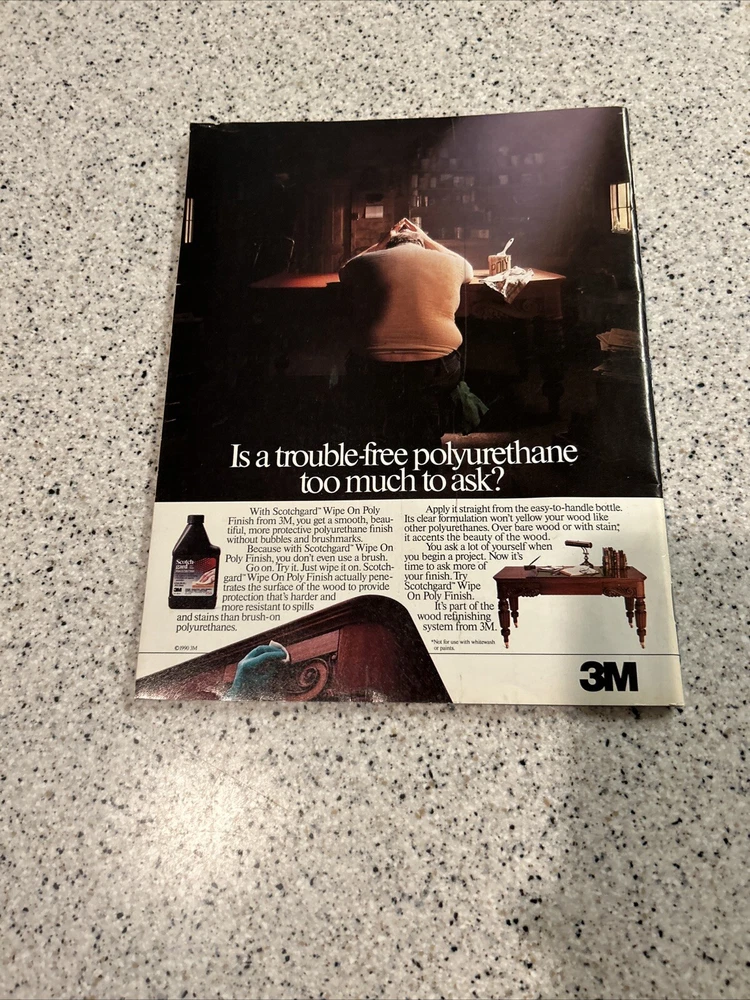 POLY
Is a trouble-free polyurethane
too much to ask?
With Scotchgard™ Wipe On Poly
Finish from 3M, you get a smooth, beau-
tiful, more protective polyurethane finish
without bubbles and brushmarks.
Because with Scotchgard™ Wipe On
Poly Finish, you don't even use a brush.
Go on. Try it. Just wipe it on. Scotch-
gard™ Wipe On Poly Finish actually pene-
trates the surface of the wood to provide
protection that's harder and
more resistant to spills
and stains than brush-on
polyurethanes.
Scotch
gard
3M
©1990 3M
Apply it straight from the easy-to-handle bottle.
Its clear formulation won't yellow your wood like
other polyurethanes. Over bare wood or with stain,*
it accents the beauty of the wood.
You ask a lot of yourself when
you begin a project. Now it's
time to ask more of
your finish. Try
Scotchgard™ Wipe
On Poly Finish.
It's part of the
wood refinishing
system from 3M.
*Not for use with whitewash
or paints.
3M